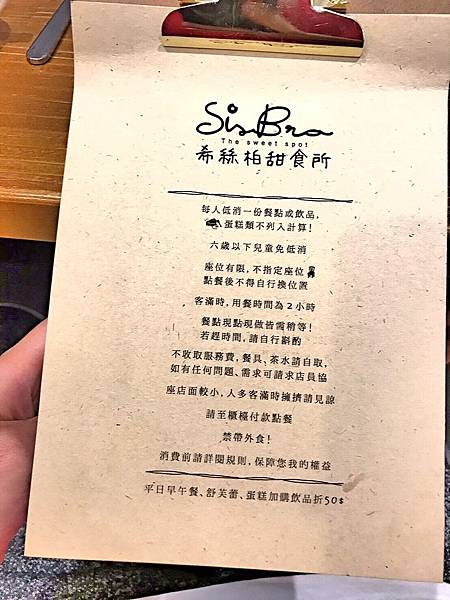 SisBro
The sweet spot
希絲柏甜食所
每人低消一份餐點或飲品,
蛋糕類不列入計算!
六歲以下兒童免低消
座位有限,不指定座位
點餐後不得自行換位置
客滿時,用餐時間為2小時
餐點現點現做皆需稍等!
若趕時間,請自行斟酌
不收取服務費,餐具、茶水請自取,
如有任何問題、需求可請求店員協
座店面較小,人多客滿時擁擠請見諒
請至櫃檯付款點餐
禁帶外食!
消費前請詳閱規則,保障您我的權益
平日早午餐、舒芙蕾、蛋糕加購飲品折50$